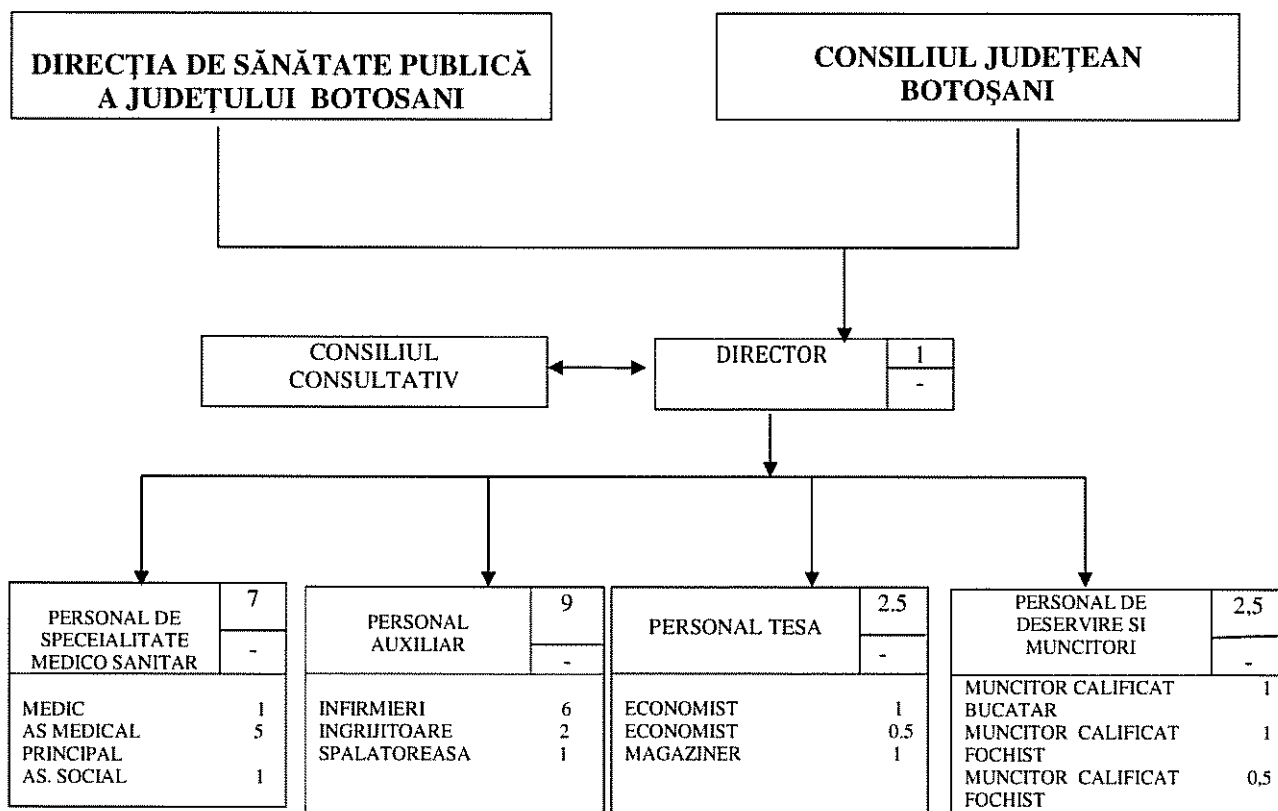 DIRECŢIA DE SĂNĂTATE PUBLICĂ
A JUDEŢULUI BOTOSANI
CONSILIUL JUDEŢEAN
BOTOŞANI
CONSILIUL
CONSULTATIV
DIRECTOR 1
-
PERSONAL DE
SPECEIALITATE
MEDICO SANITAR
7
-
MEDIC 1
AS MEDICAL 5
PRINCIPAL
AS. SOCIAL 1
PERSONAL
AUXILIAR
9
-
INFIRMIERI 6
INGRIJITOARE 2
SPALATOREASA 1
PERSONAL TESA
2.5
-
ECONOMIST 1
ECONOMIST 0.5
MAGAZINER 1
PERSONAL DE
DESERVIRE SI
MUNCITORI
2,5
-
MUNCITOR CALIFICAT 1
BUCATAR
MUNCITOR CALIFICAT 1
FOCHIST
MUNCITOR CALIFICAT 0,5
FOCHIST